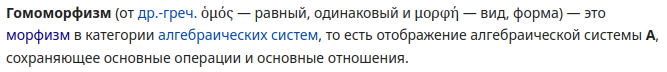 Гомоморфизм (от др.-греч. ὁμός — равный, одинаковый и μορφή — вид, форма) — это
морфизм в категории алгебраических систем, то есть отображение алгебраической системы А,
сохраняющее основные операции и основные отношения.